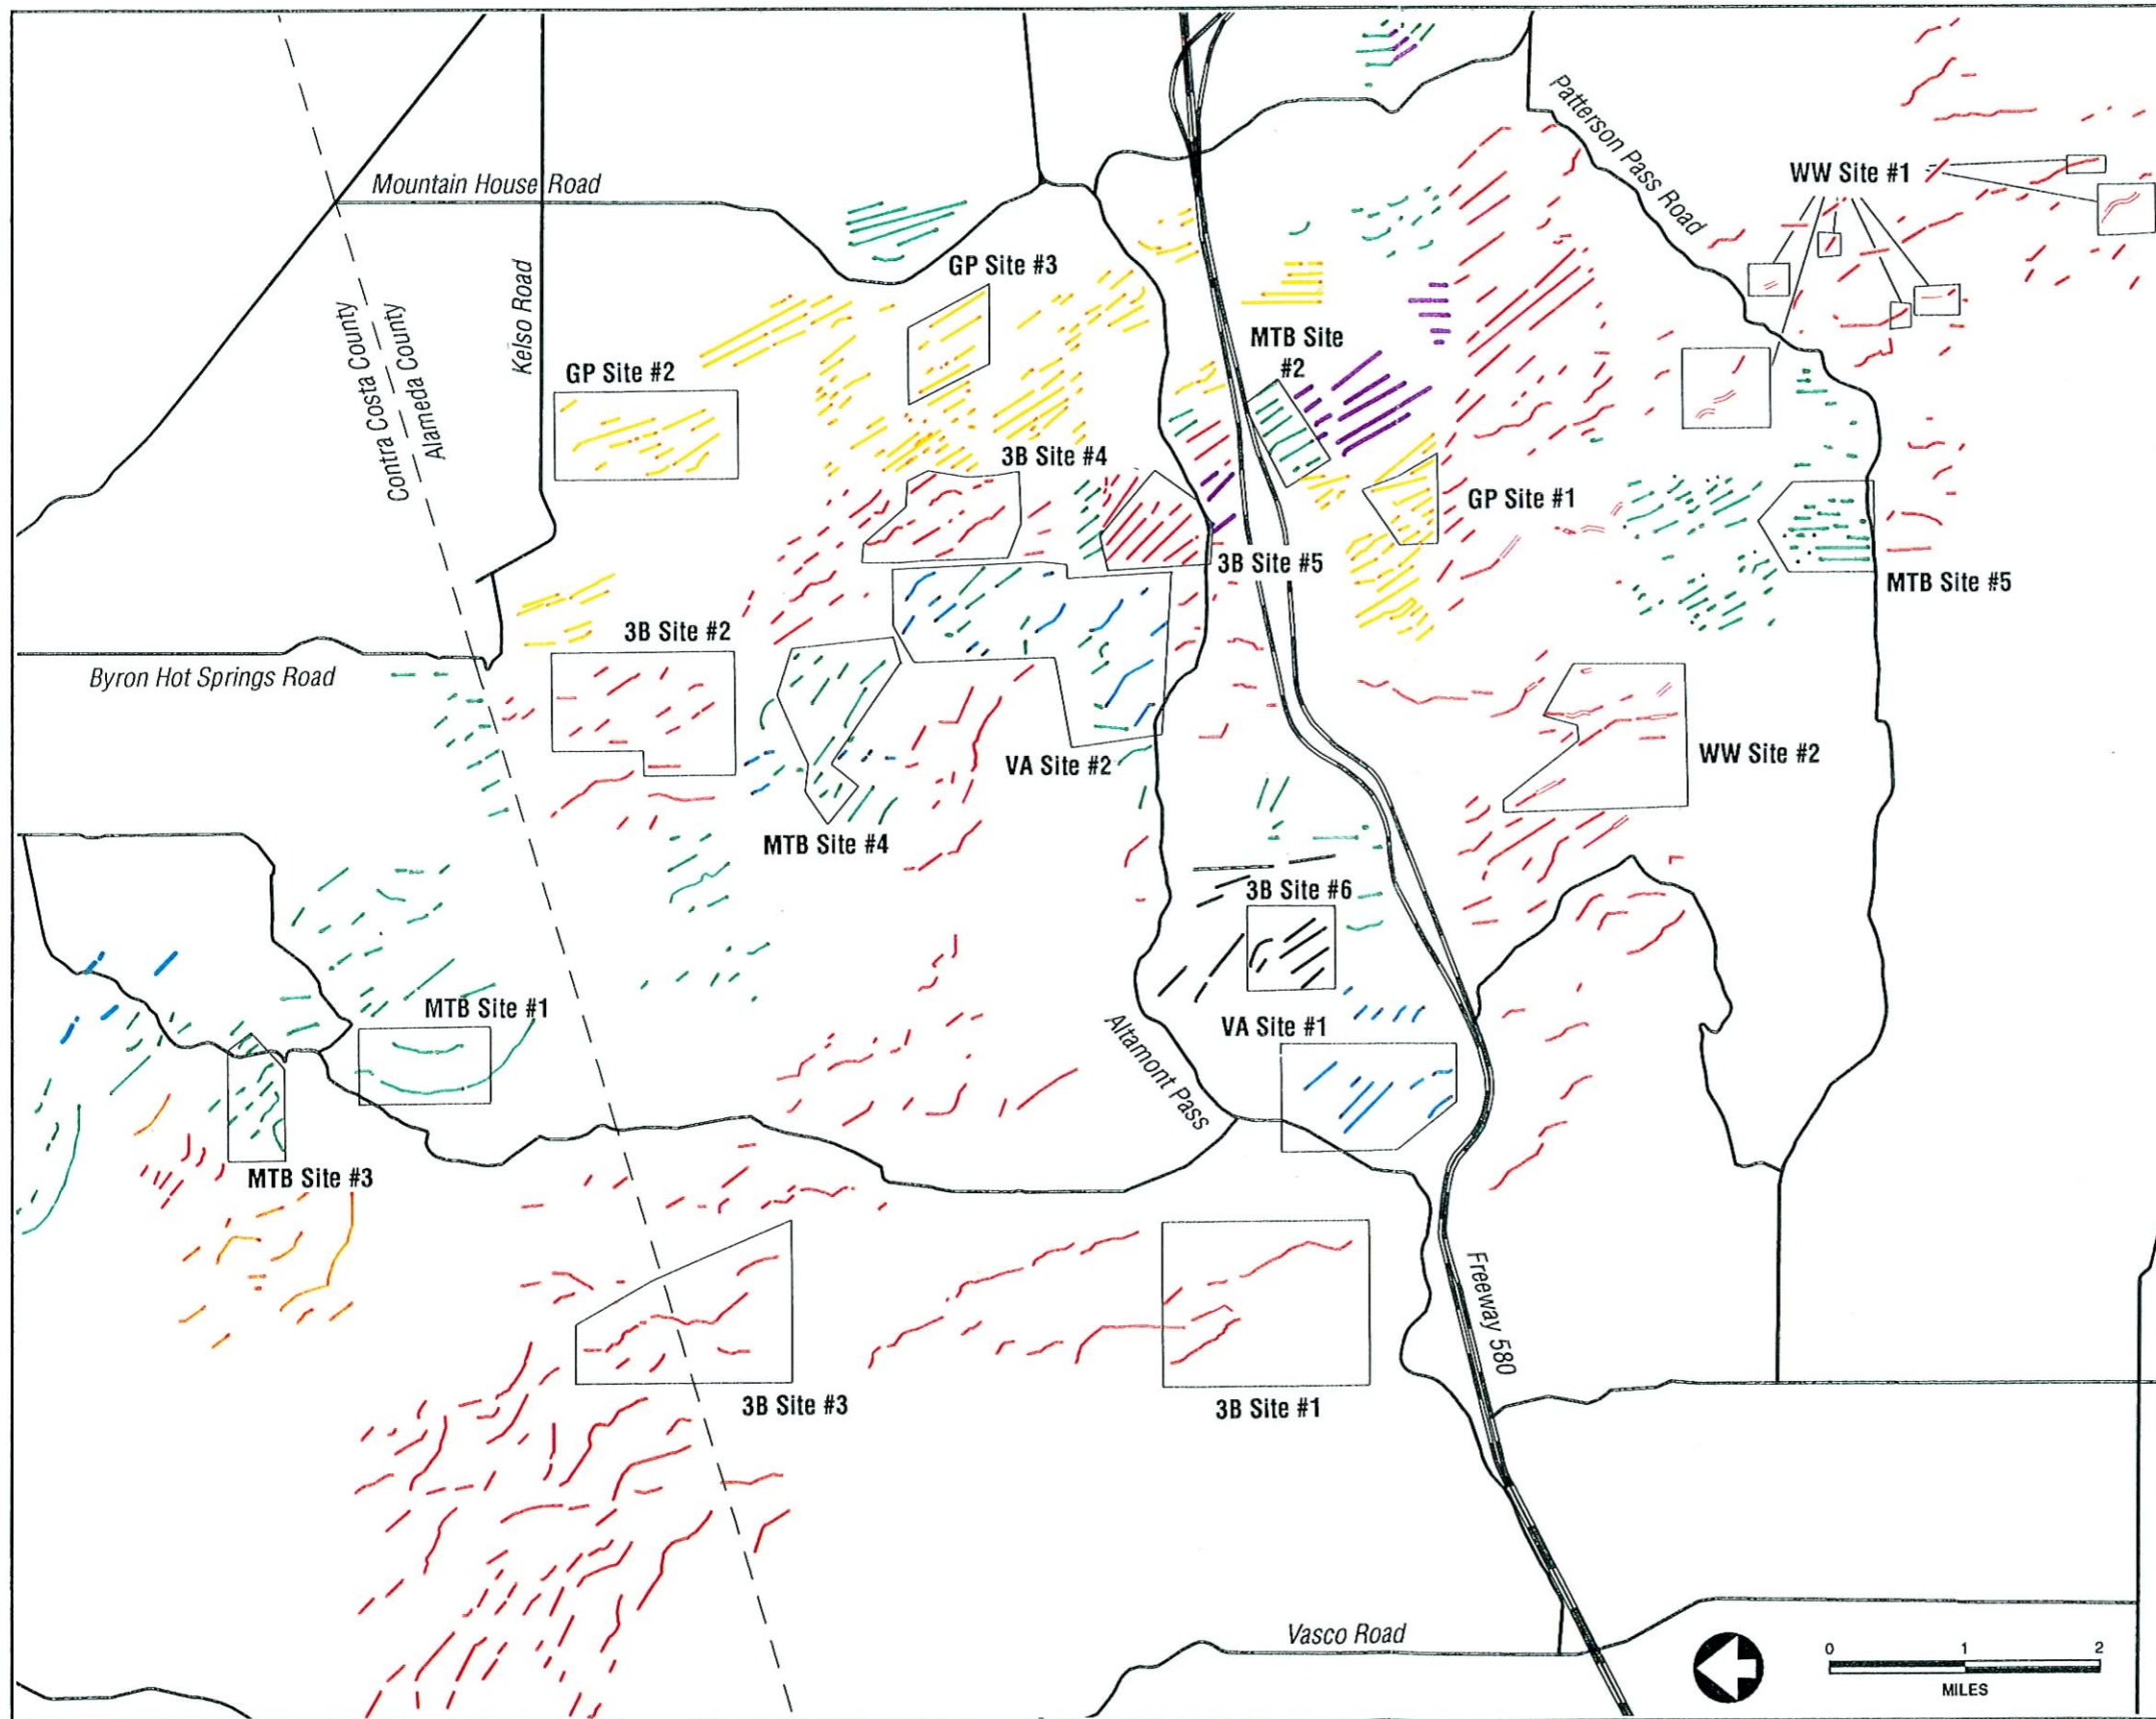 Patterson Pass Road
WW Site #1
Mountain House Road
GP Site #3
Kelso Road
Contra Costa County
Alameda County
MTB Site
#2
GP Site #2
3B Site #4
GP Site #1
3B Site #5
MTB Site #5
3B Site #2
Byron Hot Springs Road
VA Site #2
WW Site #2
MTB Site #4
3B Site #6
MTB Site #1
VA Site #1
Altamont Pass
MTB Site #3
Freeway 580
3B Site #3
3B Site #1
Vasco Road
0 1 2
MILES